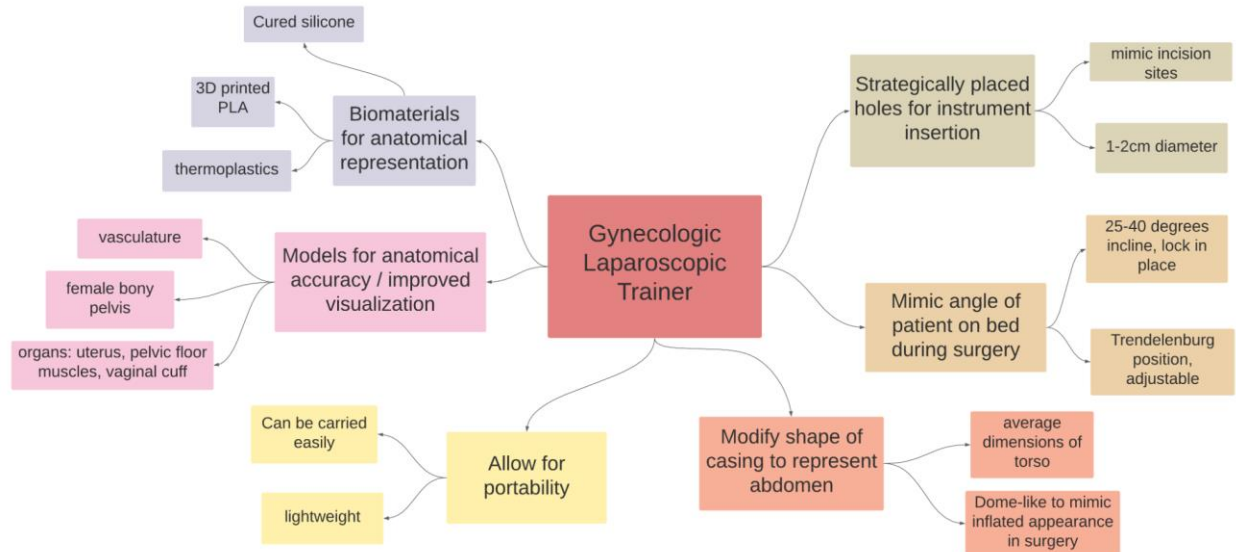 Cured silicone
3D printed
PLA
thermoplastics
Biomaterials
for anatomical
representation
vasculature
female bony
pelvis
organs: uterus, pelvic floor
muscles, vaginal cuff
Models for anatomical
accuracy / improved
visualization
Can be carried
easily
lightweight
Allow for
portability
Gynecologic
Laparoscopic
Trainer
Strategically placed
holes for instrument
insertion
mimic incision
sites
1-2cm diameter
Mimic angle of
patient on bed
during surgery
25-40 degrees
incline, lock in
place
Trendelenburg
position,
adjustable
Modify shape of
casing to represent
abdomen
average
dimensions of
torso
Dome-like to mimic
inflated appearance
in surgery